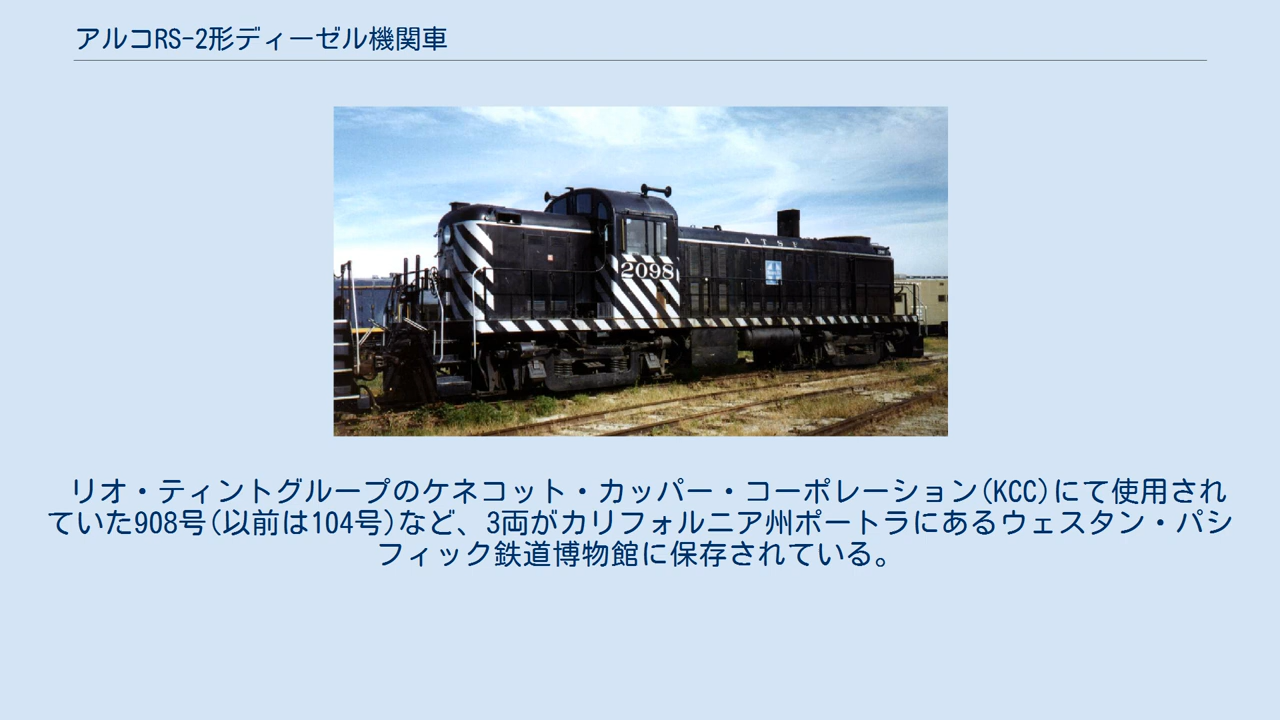 アルコRS-2形ディーゼル機関車
A T S F
2098
リオ・ティントグループのケネコット・カッパー・コーポレーション(KCC)にて使用され
ていた908号(以前は104号)など、3両がカリフォルニア州ポートラにあるウェスタン・パシ
フィック鉄道博物館に保存されている。